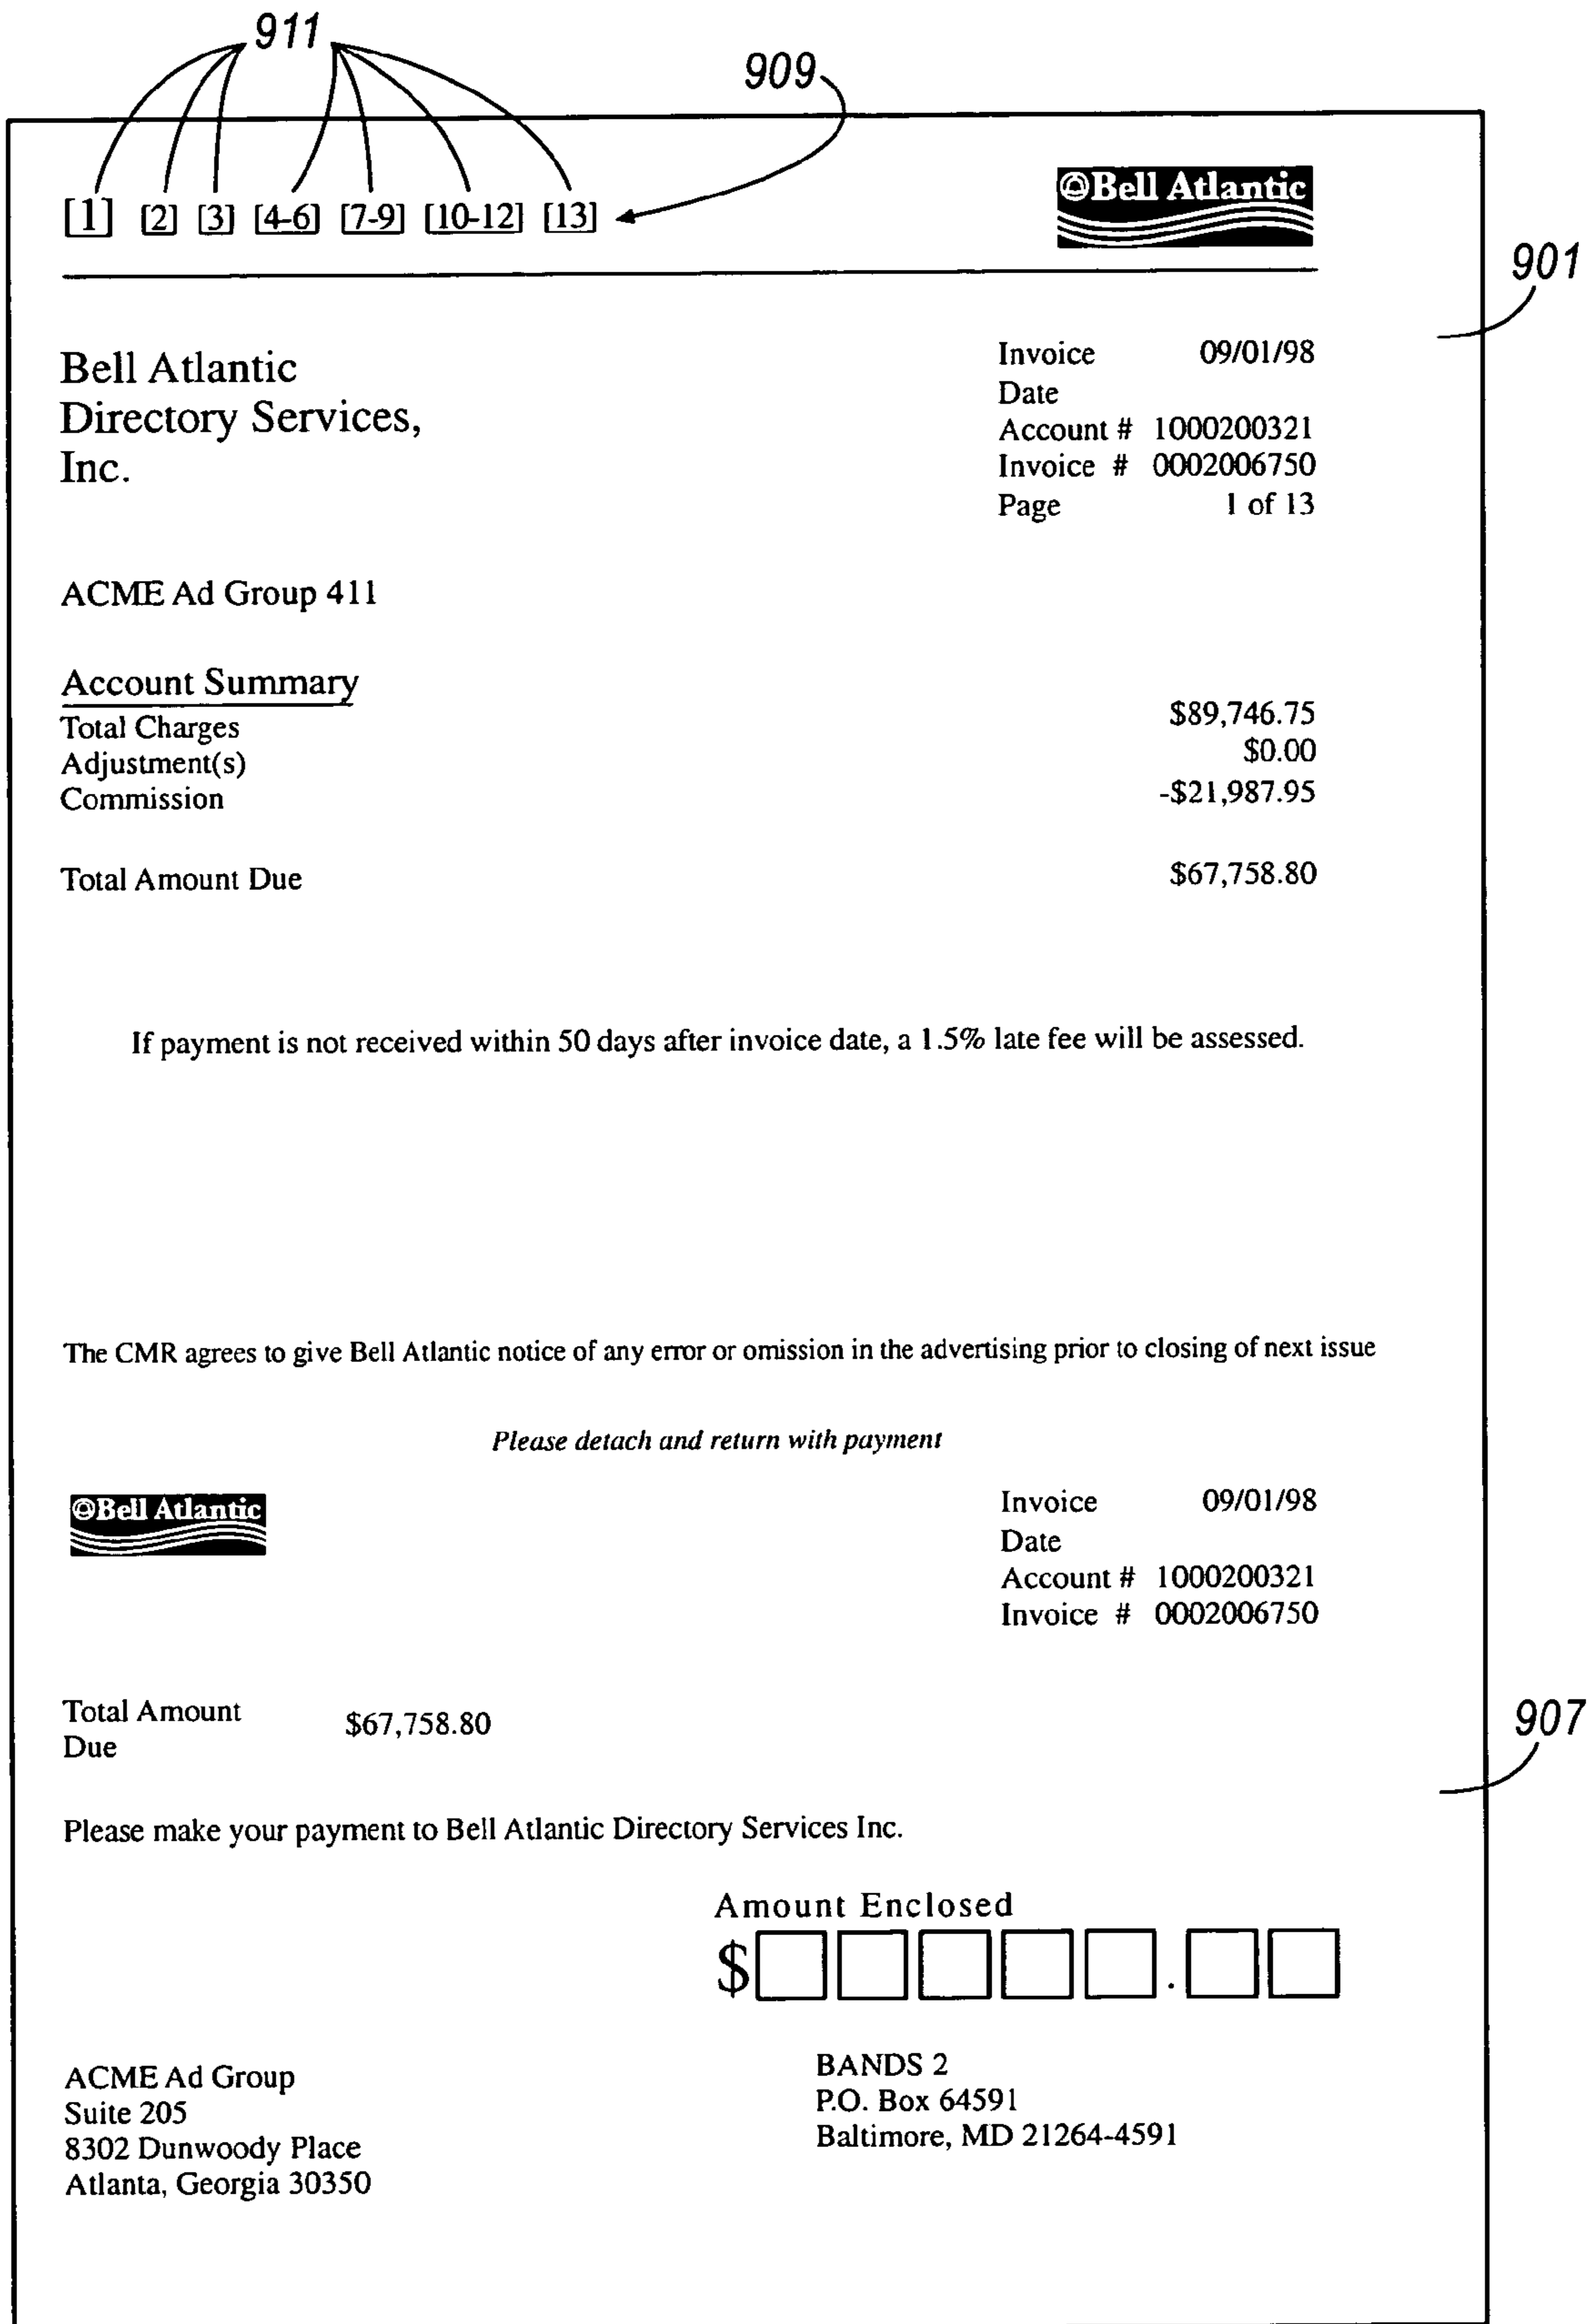 911
909
[1] [2] [3] [4-6] [7-9] [10-12] [13]
Bell Atlantic
901
Bell Atlantic
Directory Services,
Inc.
Invoice 09/01/98
Date
Account # 1000200321
Invoice # 0002006750
Page 1 of 13
ACME Ad Group 411
Account Summary
Total Charges $89,746.75
Adjustment(s) $0.00
Commission -$21,987.95
Total Amount Due $67,758.80
If payment is not received within 50 days after invoice date, a 1.5% late fee will be assessed.
The CMR agrees to give Bell Atlantic notice of any error or omission in the advertising prior to closing of next issue
Please detach and return with payment
Bell Atlantic
Invoice 09/01/98
Date
Account # 1000200321
Invoice # 0002006750
Total Amount
Due $67,758.80
907
Please make your payment to Bell Atlantic Directory Services Inc.
Amount Enclosed
$ .
ACME Ad Group
Suite 205
8302 Dunwoody Place
Atlanta, Georgia 30350
BANDS 2
P.O. Box 64591
Baltimore, MD 21264-4591